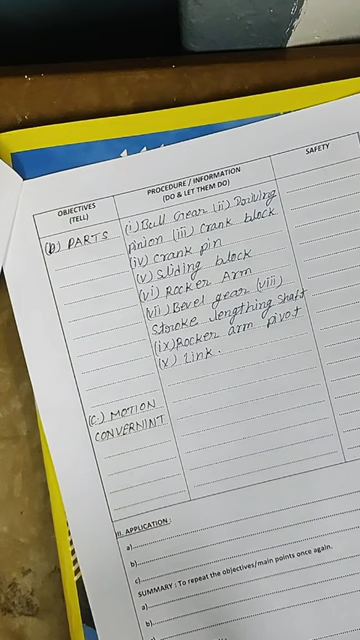 OBJECTIVES
(TELL)
PROCEDURE / INFORMATION
(DO & LET THEM DO)
SAFETY
(b) PARTS
(i) Bull Gear (ii) Driving
pinion (iii) crank block
(iv) crank pin
(v) Sliding block
(vi) Rocker Arm
(vii) Bevel gear (viii)
Stroke lengthing shaft
(ix) Rocker arm pivot
(x) Link.
(C) MOTION
CONVERNINT
II. APPLICATION :
a)
b)
c)
SUMMARY : To repeat the objectives/main points once again.
a)
b)